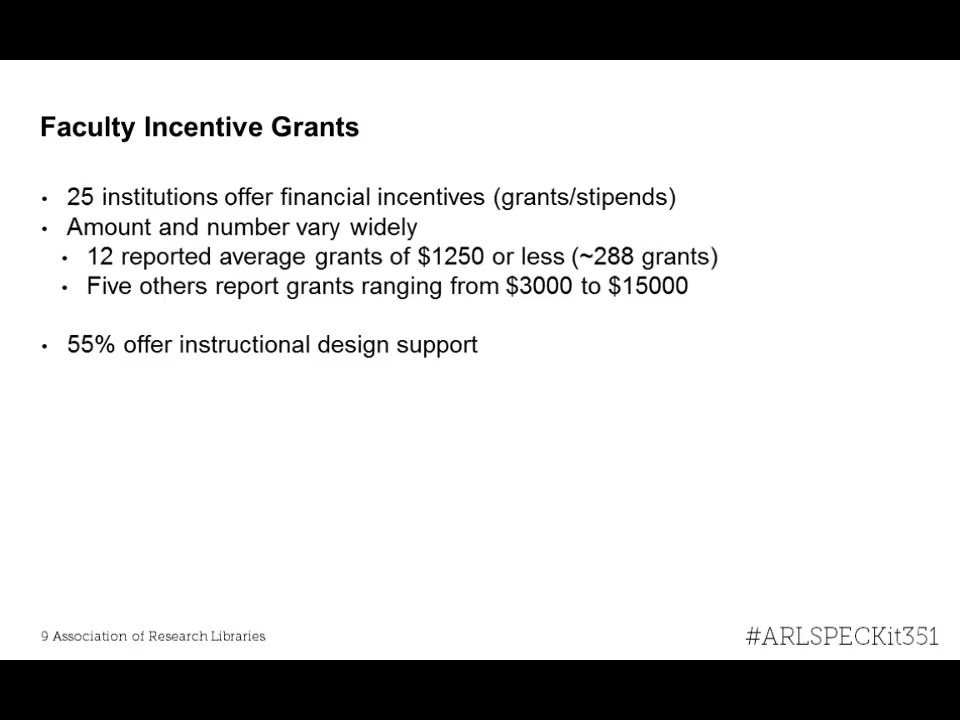 Faculty Incentive Grants
• 25 institutions offer financial incentives (grants/stipends)
• Amount and number vary widely
• 12 reported average grants of $1250 or less (~288 grants)
• Five others report grants ranging from $3000 to $15000
• 55% offer instructional design support
9 Association of Research Libraries
#ARLSPECKit351